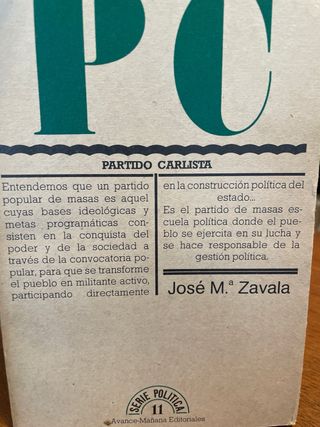 PC
PARTIDO CARLISTA
Entendemos que un partido
popular de masas es aquel
cuyas bases ideológicas y
metas programáticas con-
sisten en la conquista del
poder y de la sociedad a
través de la convocatoria po-
pular, para que se transforme
el pueblo en militante activo,
participando directamente
en la construcción política del
estado...
Es el partido de masas es-
cuela política donde el pue-
blo se ejercita en su lucha y
se hace responsable de la
gestión política.
José M.ª Zavala
SERIE POLITICA
11
Avance-Mañana Editoriales